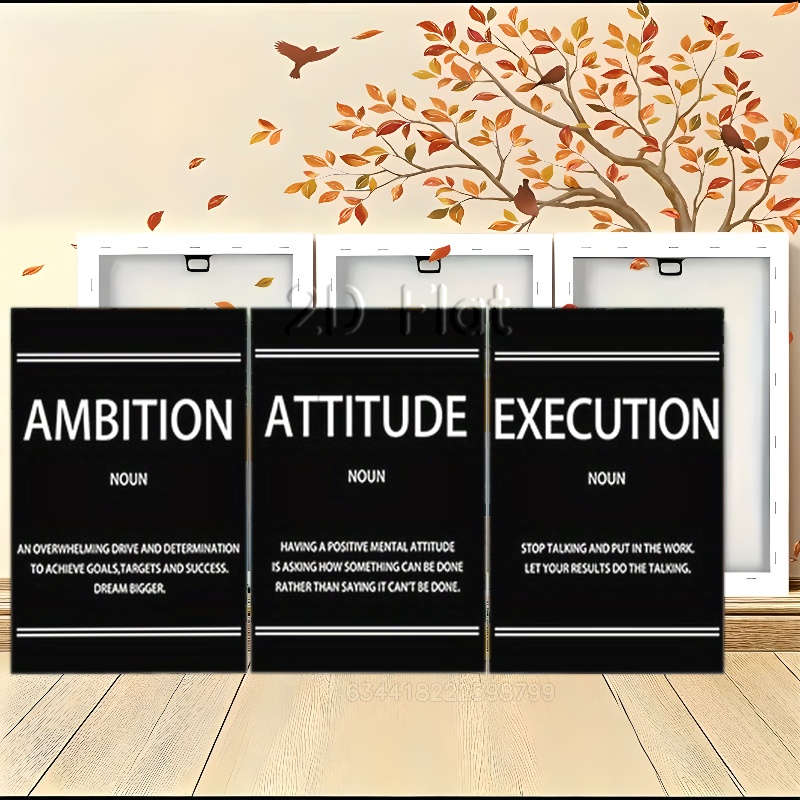 2D Flat
AMBITION
NOUN
AN OVERWHELMING DRIVE AND DETERMINATION
TO ACHIEVE GOALS,TARGETS AND SUCCESS.
DREAM BIGGER.
ATTITUDE
NOUN
HAVING A POSITIVE MENTAL ATTITUDE
IS ASKING HOW SOMETHING CAN BE DONE
RATHER THAN SAYING IT CAN'T BE DONE.
EXECUTION
NOUN
STOP TALKING AND PUT IN THE WORK.
LET YOUR RESULTS DO THE TALKING.